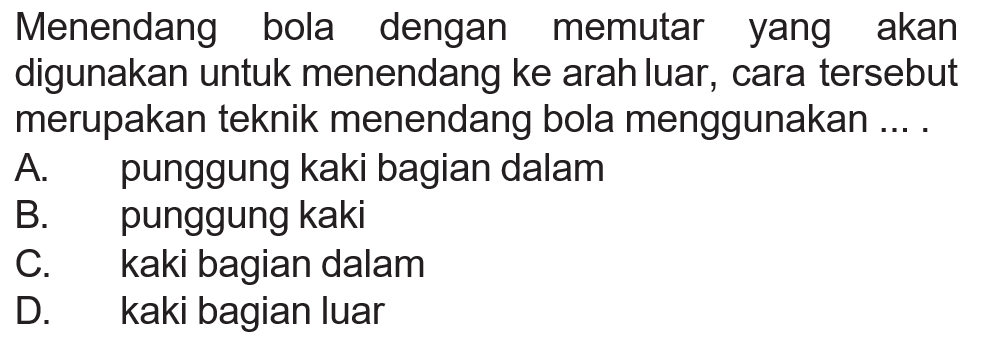 Menendang bola dengan memutar yang akan
digunakan untuk menendang ke arah luar, cara tersebut
merupakan teknik menendang bola menggunakan ... .
A. punggung kaki bagian dalam
B. punggung kaki
C. kaki bagian dalam
D. kaki bagian luar